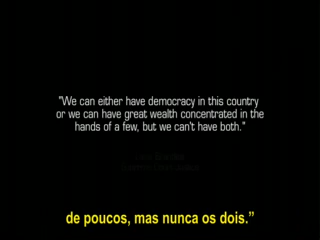 "We can either have democracy in this country
or we can have great wealth concentrated in the
hands of a few, but we can't have both."
de poucos, mas nunca os dois."